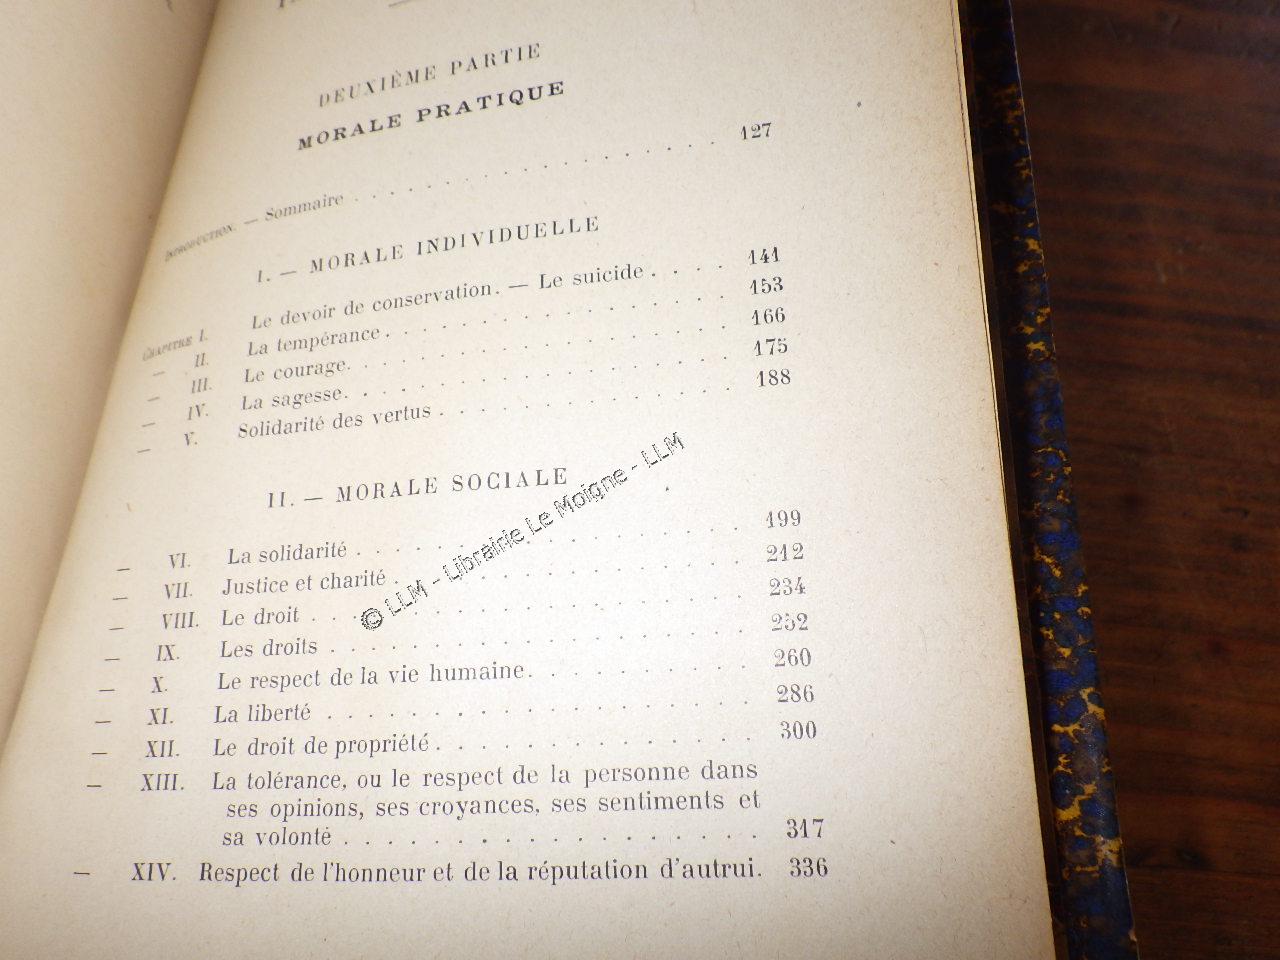 DEUXIÈME PARTIE
MORALE PRATIQUE
INTRODUCTION. — Sommaire . . . . . . . . . . . . . . . . 127
I. — MORALE INDIVIDUELLE
CHAPITRE I. Le devoir de conservation. — Le suicide . . . . 141
— II. La tempérance . . . . . . . . . . . . . . . 153
— III. Le courage . . . . . . . . . . . . . . . . 166
— IV. La sagesse . . . . . . . . . . . . . . . . 175
— V. Solidarité des vertus . . . . . . . . . . . . . 188
II. — MORALE SOCIALE
— VI. La solidarité . . . . . . . . . . . . . . . . 199
— VII. Justice et charité . . . . . . . . . . . . . . 212
— VIII. Le droit . . . . . . . . . . . . . . . . . 234
— IX. Les droits . . . . . . . . . . . . . . . . . 252
— X. Le respect de la vie humaine . . . . . . . . . 260
— XI. La liberté . . . . . . . . . . . . . . . . . 286
— XII. Le droit de propriété . . . . . . . . . . . . . 300
— XIII. La tolérance, ou le respect de la personne dans
ses opinions, ses croyances, ses sentiments et
sa volonté . . . . . . . . . . . . . . . . 317
— XIV. Respect de l'honneur et de la réputation d'autrui. 336
© LLM - Librairie Le Moigne - LLM